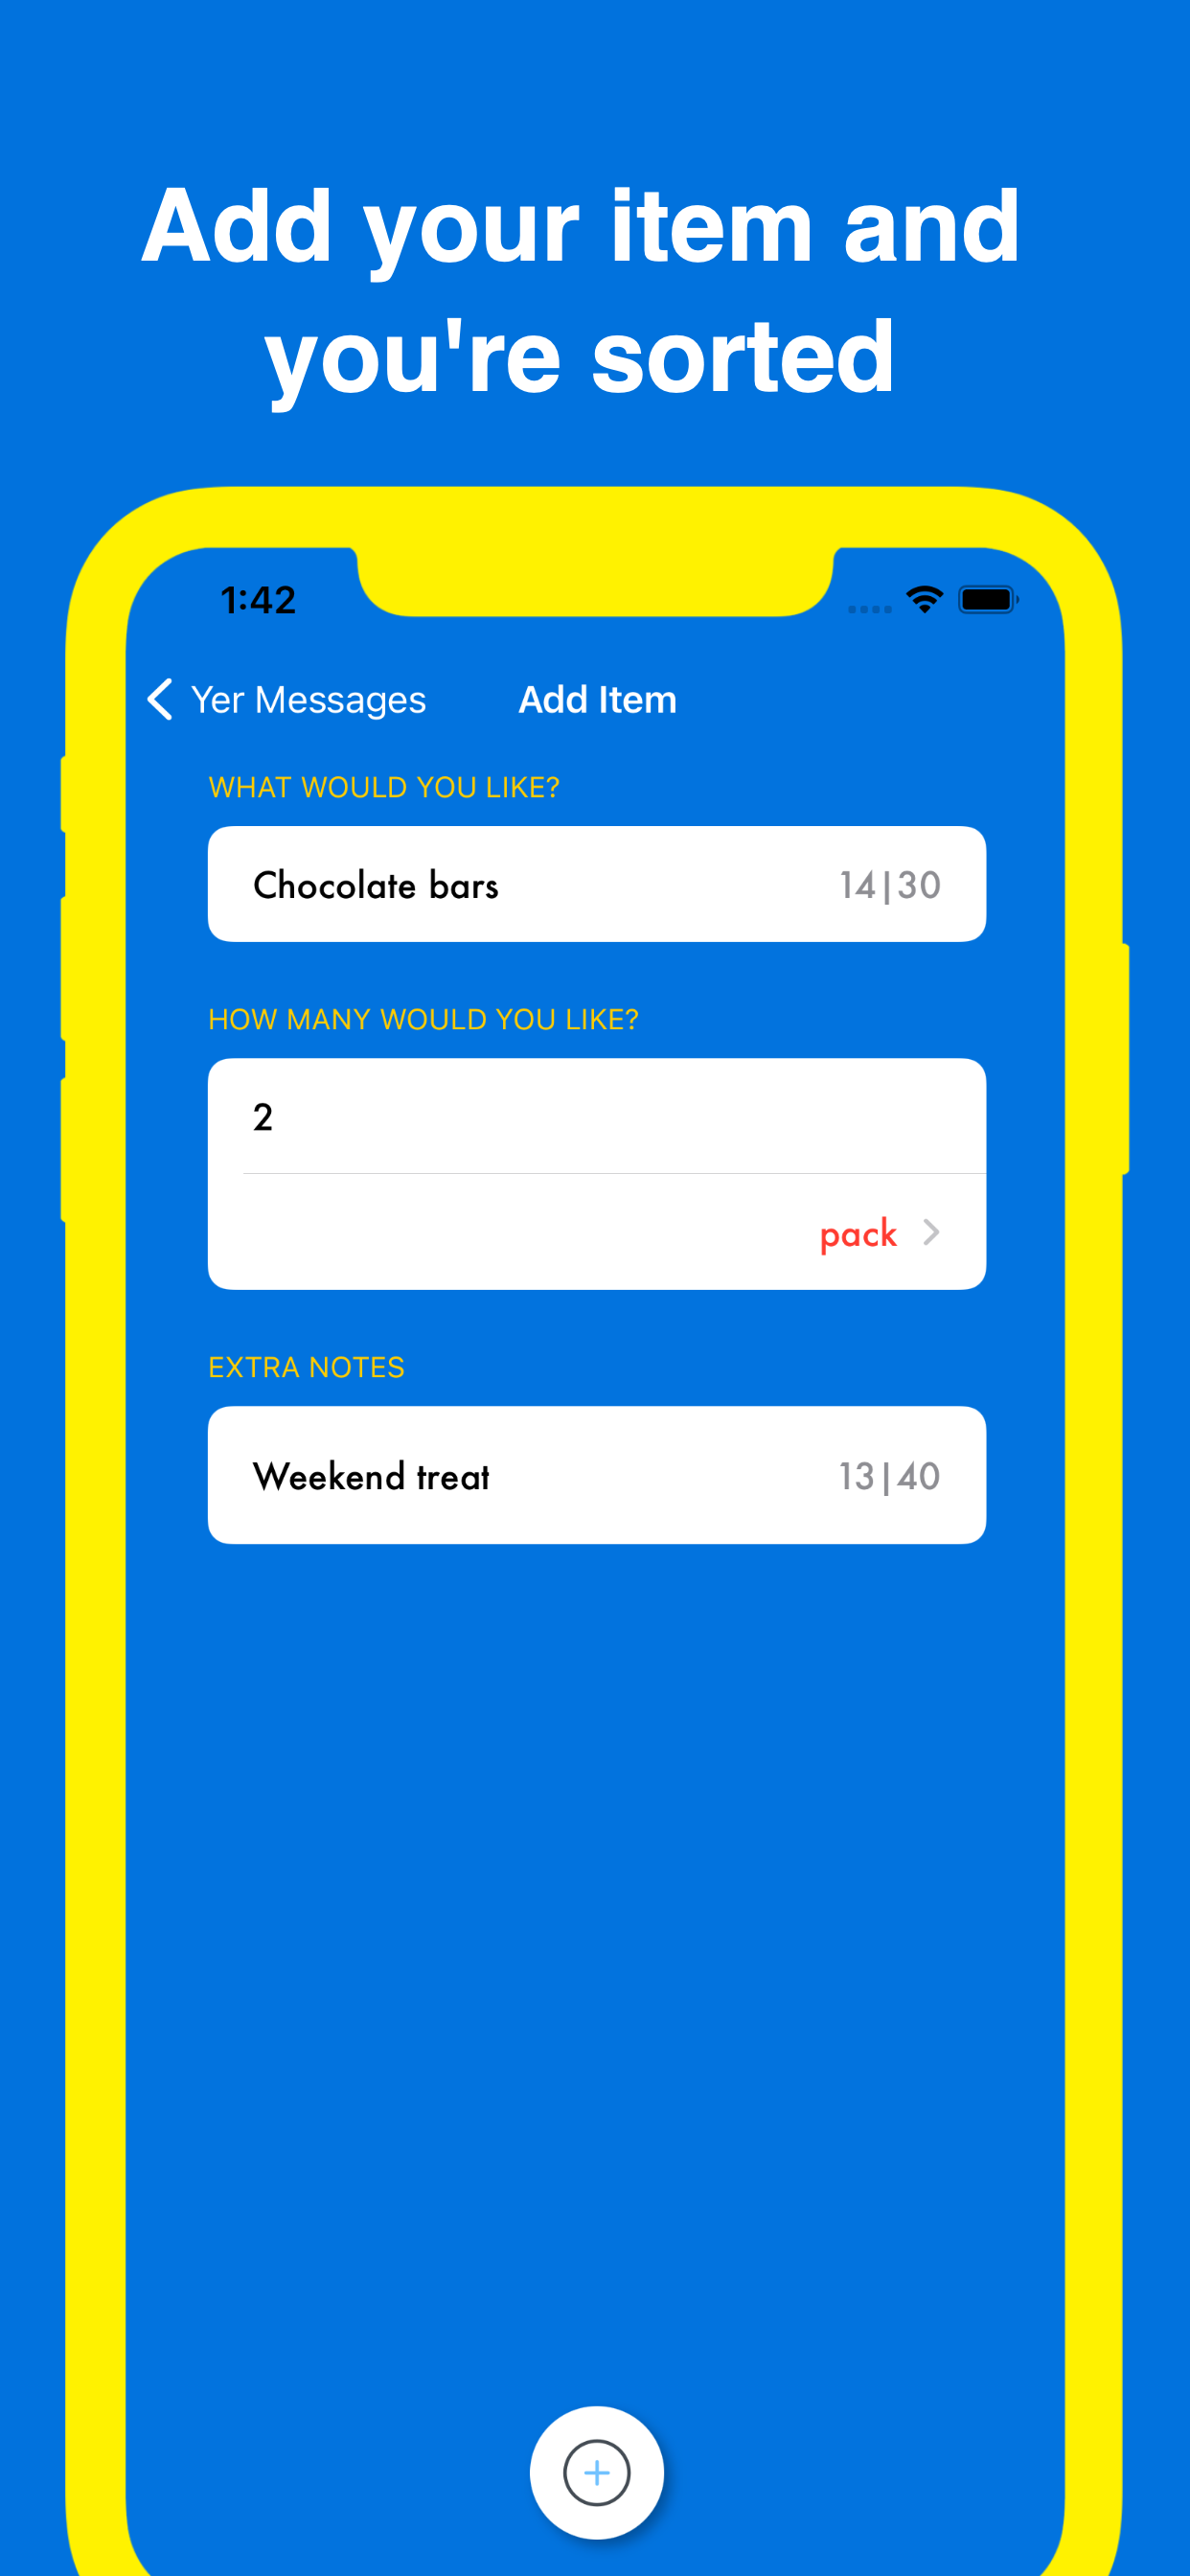 Add your item and
you're sorted
1:42
Yer Messages Add Item
WHAT WOULD YOU LIKE?
Chocolate bars 14|30
HOW MANY WOULD YOU LIKE?
2
pack
EXTRA NOTES
Weekend treat 13|40